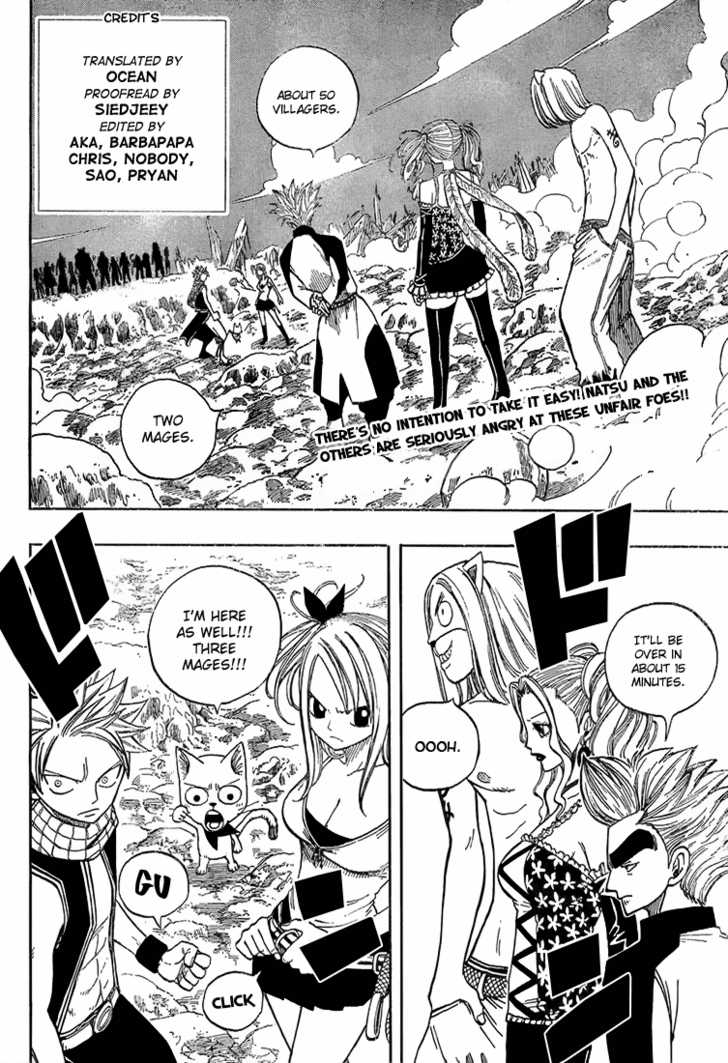 CREDITS
TRANSLATED BY
OCEAN
PROOFREAD BY
SIEDJEEY
EDITED BY
AKA, BARBAPAPA
CHRIS, NOBODY,
SAO, PRYAN
ABOUT 50
VILLAGERS.
TWO
MAGES.
THERE'S NO INTENTION TO TAKE IT EASY! NATSU AND THE
OTHERS ARE SERIOUSLY ANGRY AT THESE UNFAIR FOES!!
I'M HERE
AS WELL!!!
THREE
MAGES!!!
GU
CLICK
IT'LL BE
OVER IN
ABOUT 15
MINUTES.
OOOH.
ド
ド